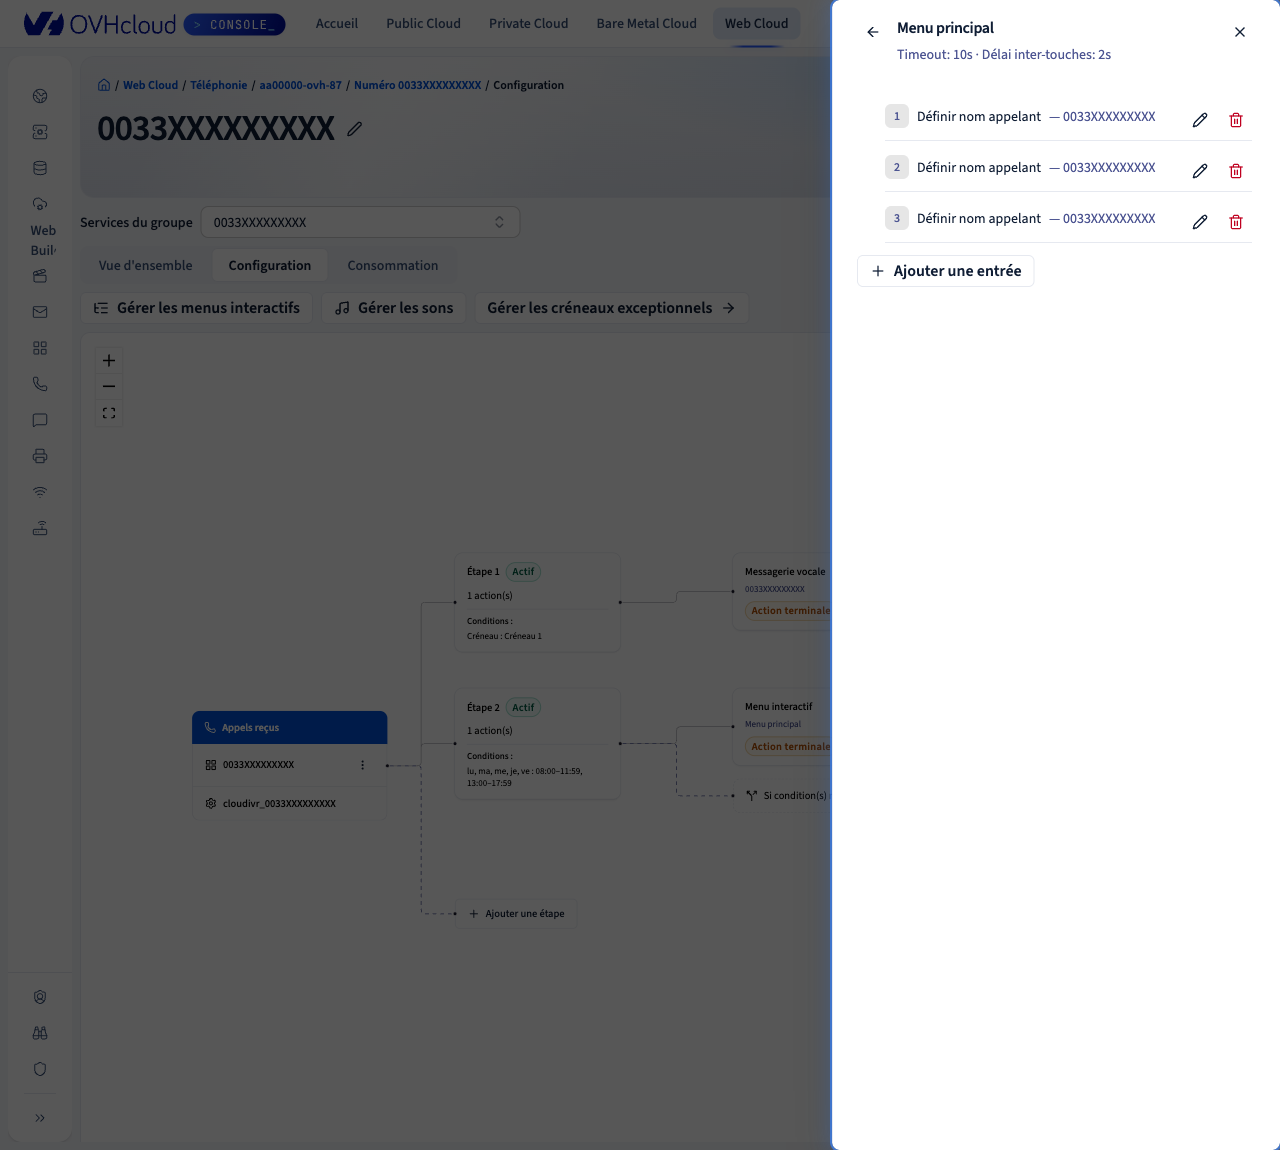 OVHcloud > CONSOLE_ Accueil Public Cloud Private Cloud Bare Metal Cloud Web Cloud
/ Web Cloud / Téléphonie / aa00000-ovh-87 / Numéro 0033XXXXXXXXX / Configuration
0033XXXXXXXXX
Services du groupe 0033XXXXXXXXX
Vue d'ensemble Configuration Consommation
Gérer les menus interactifs Gérer les sons Gérer les créneaux exceptionnels
Web
Buil
Appels reçus
0033XXXXXXXXX
cloudivr_0033XXXXXXXXX
Étape 1 Actif
1 action(s)
Conditions :
Créneau : Créneau 1
Étape 2 Actif
1 action(s)
Conditions :
lu, ma, me, je, ve : 08:00–11:59,
13:00–17:59
Ajouter une étape
Messagerie vocale
0033XXXXXXXXX
Action terminale
Menu interactif
Menu principal
Action terminale
Si condition(s)
Menu principal
Timeout: 10s · Délai inter-touches: 2s
1 Définir nom appelant — 0033XXXXXXXXX
2 Définir nom appelant — 0033XXXXXXXXX
3 Définir nom appelant — 0033XXXXXXXXX
Ajouter une entrée